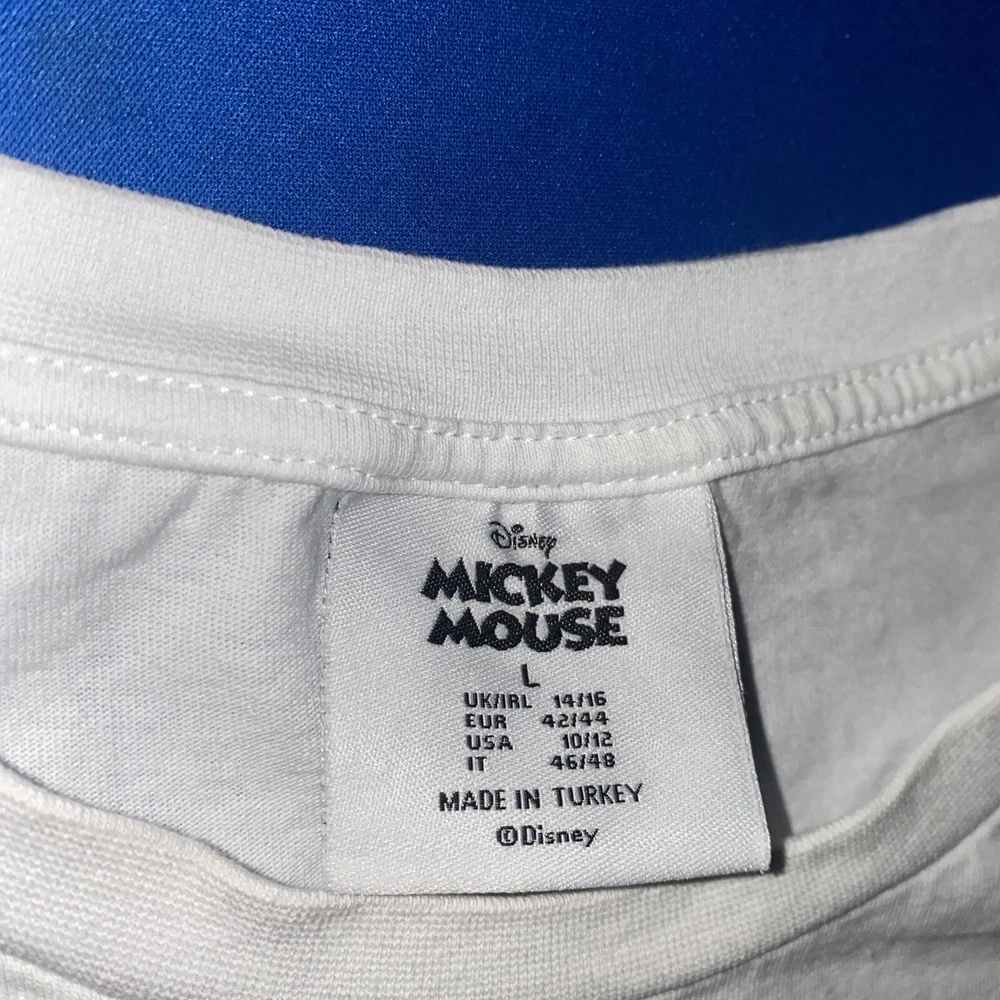 Disney
MICKEY
MOUSE
L
UK/IRL 14/16
EUR 42/44
USA 10/12
IT 46/48
MADE IN TURKEY
©Disney